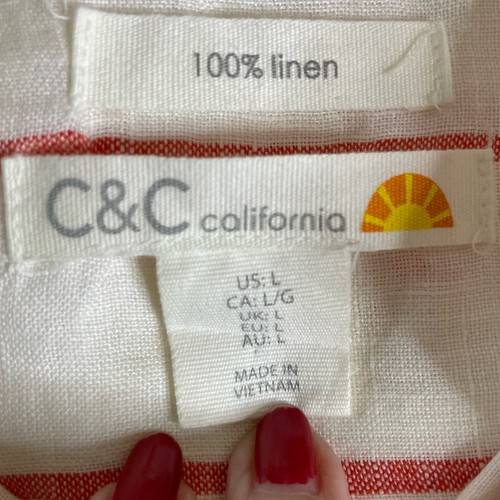 100% linen
C&C california
US: L
CA: L/G
UK: L
EU: L
AU: L
MADE IN
VIETNAM